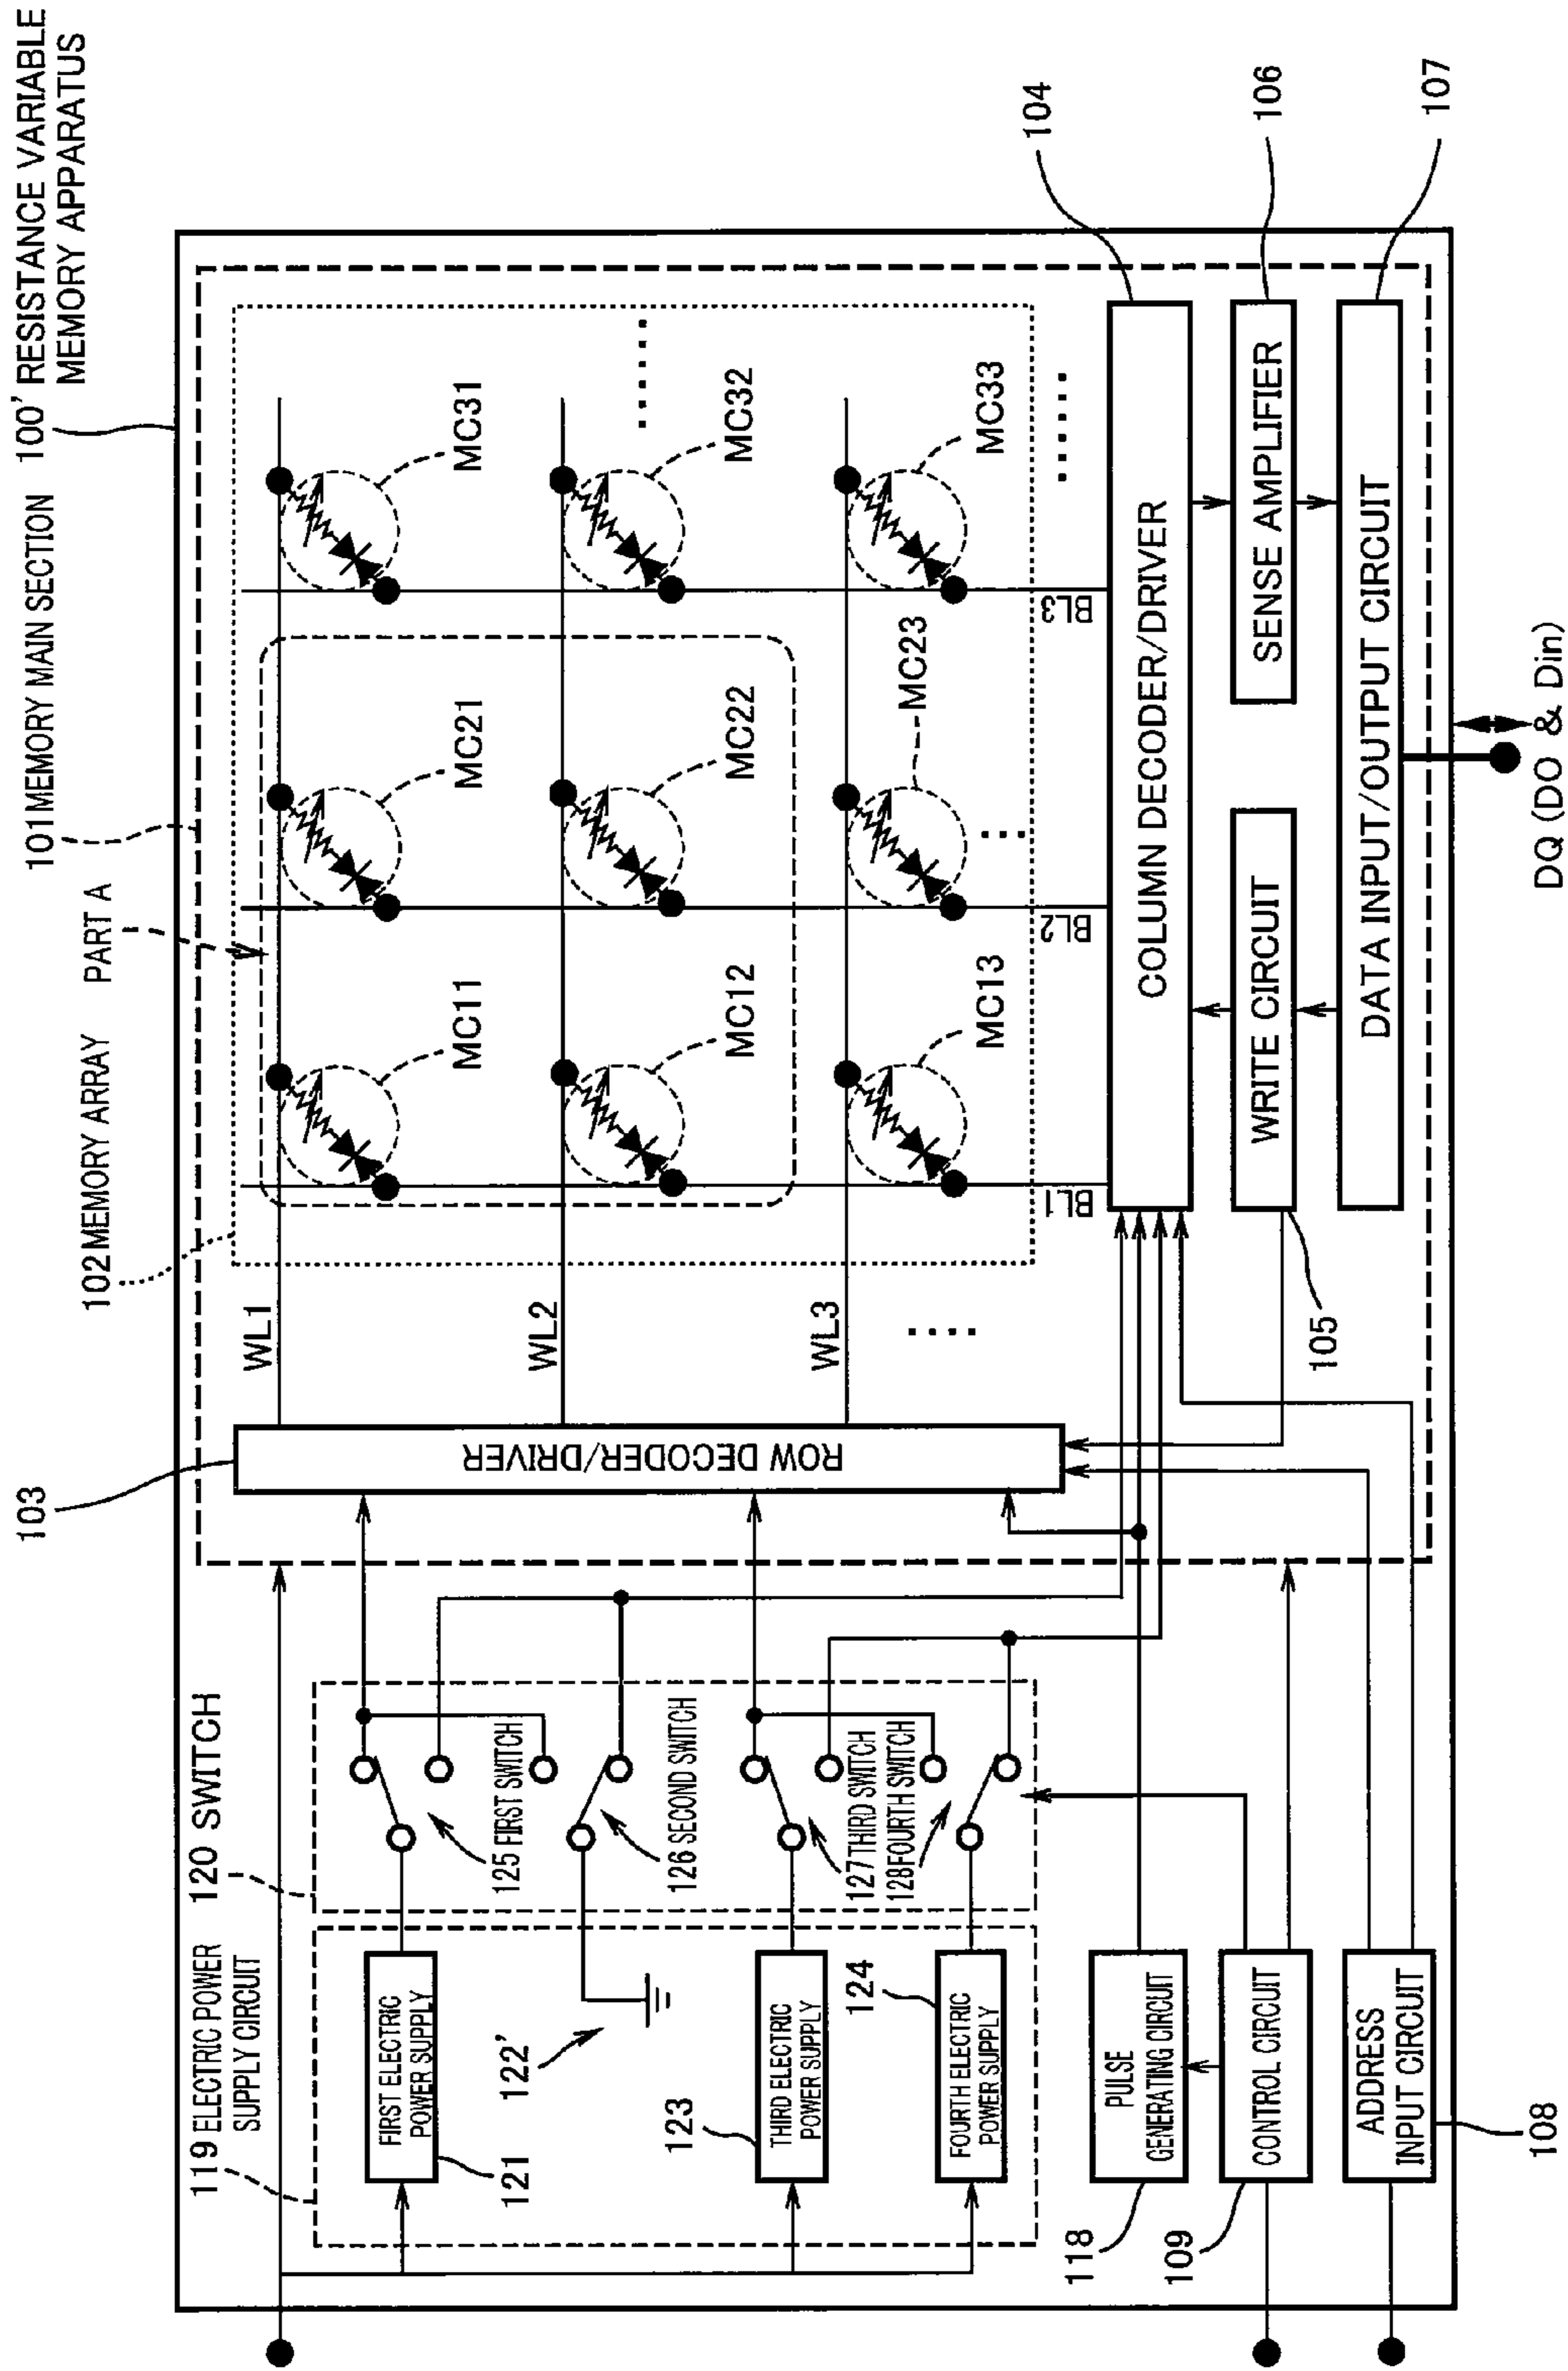 100' RESISTANCE VARIABLE
MEMORY APPARATUS
101 MEMORY MAIN SECTION
102 MEMORY ARRAY
PART A
103
120 SWITCH
119 ELECTRIC POWER
SUPPLY CIRCUIT
WL1
WL2
WL3
MC11
MC21
MC31
MC12
MC22
MC32
MC13
MC23
MC33
BL1
BL2
BL3
ROW DECODER/DRIVER
COLUMN DECODER/DRIVER
104
WRITE CIRCUIT
105
SENSE AMPLIFIER
106
DATA INPUT/OUTPUT CIRCUIT
107
DQ (DO & Din)
125 FIRST SWITCH
126 SECOND SWITCH
127 THIRD SWITCH
128 FOURTH SWITCH
FIRST ELECTRIC
POWER SUPPLY
121
122'
123
THIRD ELECTRIC
POWER SUPPLY
124
FOURTH ELECTRIC
POWER SUPPLY
PULSE
GENERATING CIRCUIT
118
CONTROL CIRCUIT
109
ADDRESS
INPUT CIRCUIT
108